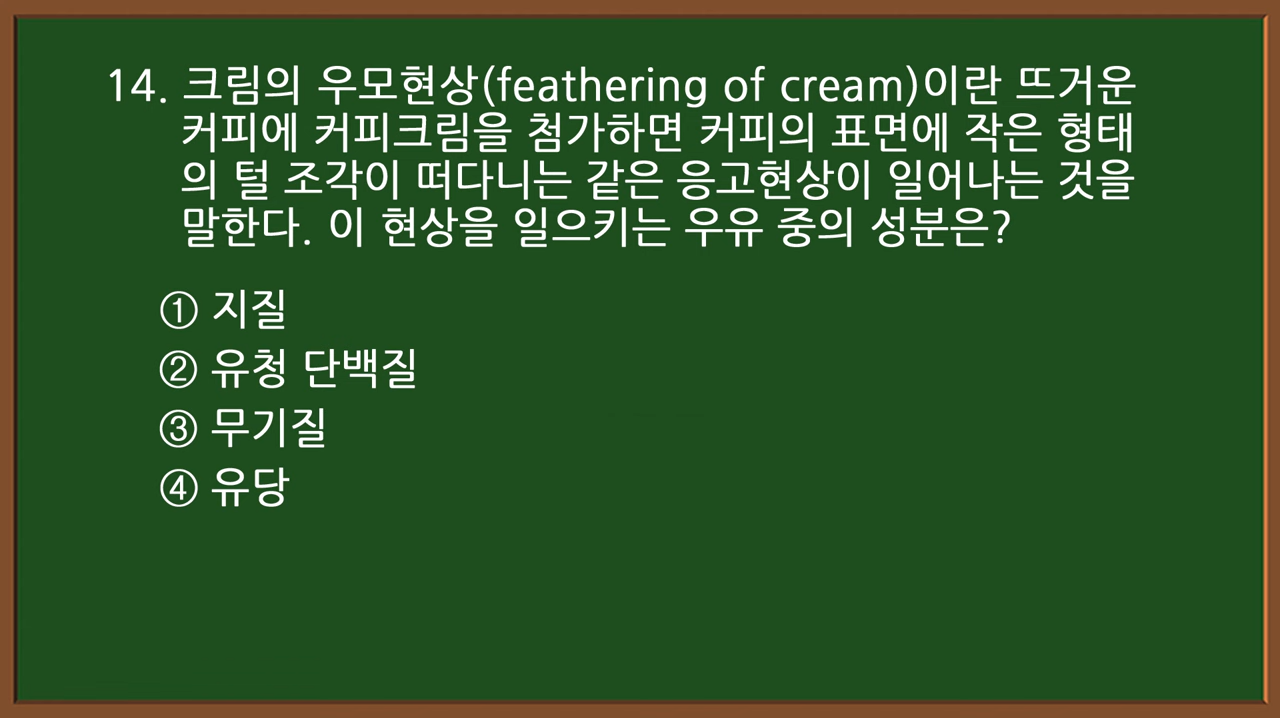 14. 크림의 우모현상(feathering of cream)이란 뜨거운
커피에 커피크림을 첨가하면 커피의 표면에 작은 형태
의 털 조각이 떠다니는 같은 응고현상이 일어나는 것을
말한다. 이 현상을 일으키는 우유 중의 성분은?
① 지질
② 유청 단백질
③ 무기질
④ 유당